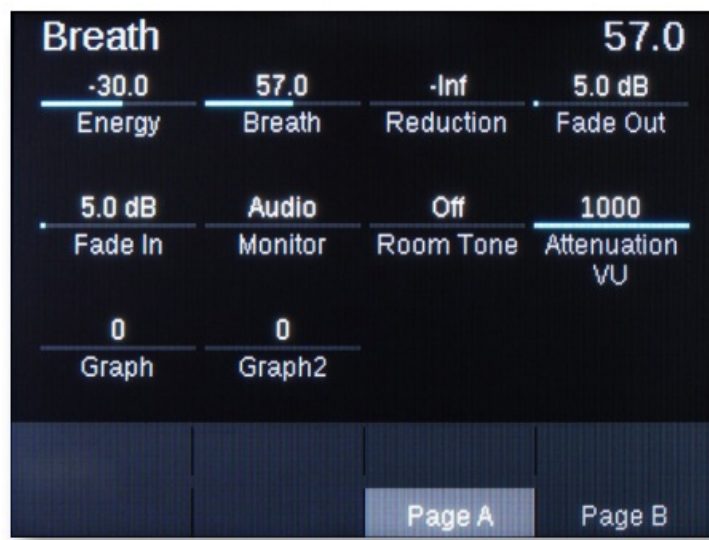 Breath 57.0
-30.0 57.0 -Inf 5.0 dB
Energy Breath Reduction Fade Out
5.0 dB Audio Off 1000
Fade In Monitor Room Tone Attenuation
VU
0 0
Graph Graph2
Page A Page B